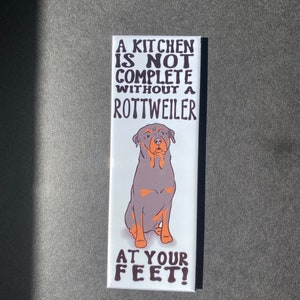 A KITCHEN
IS NOT
COMPLETE
WITHOUT A
ROTTWEILER
AT YOUR
FEET!